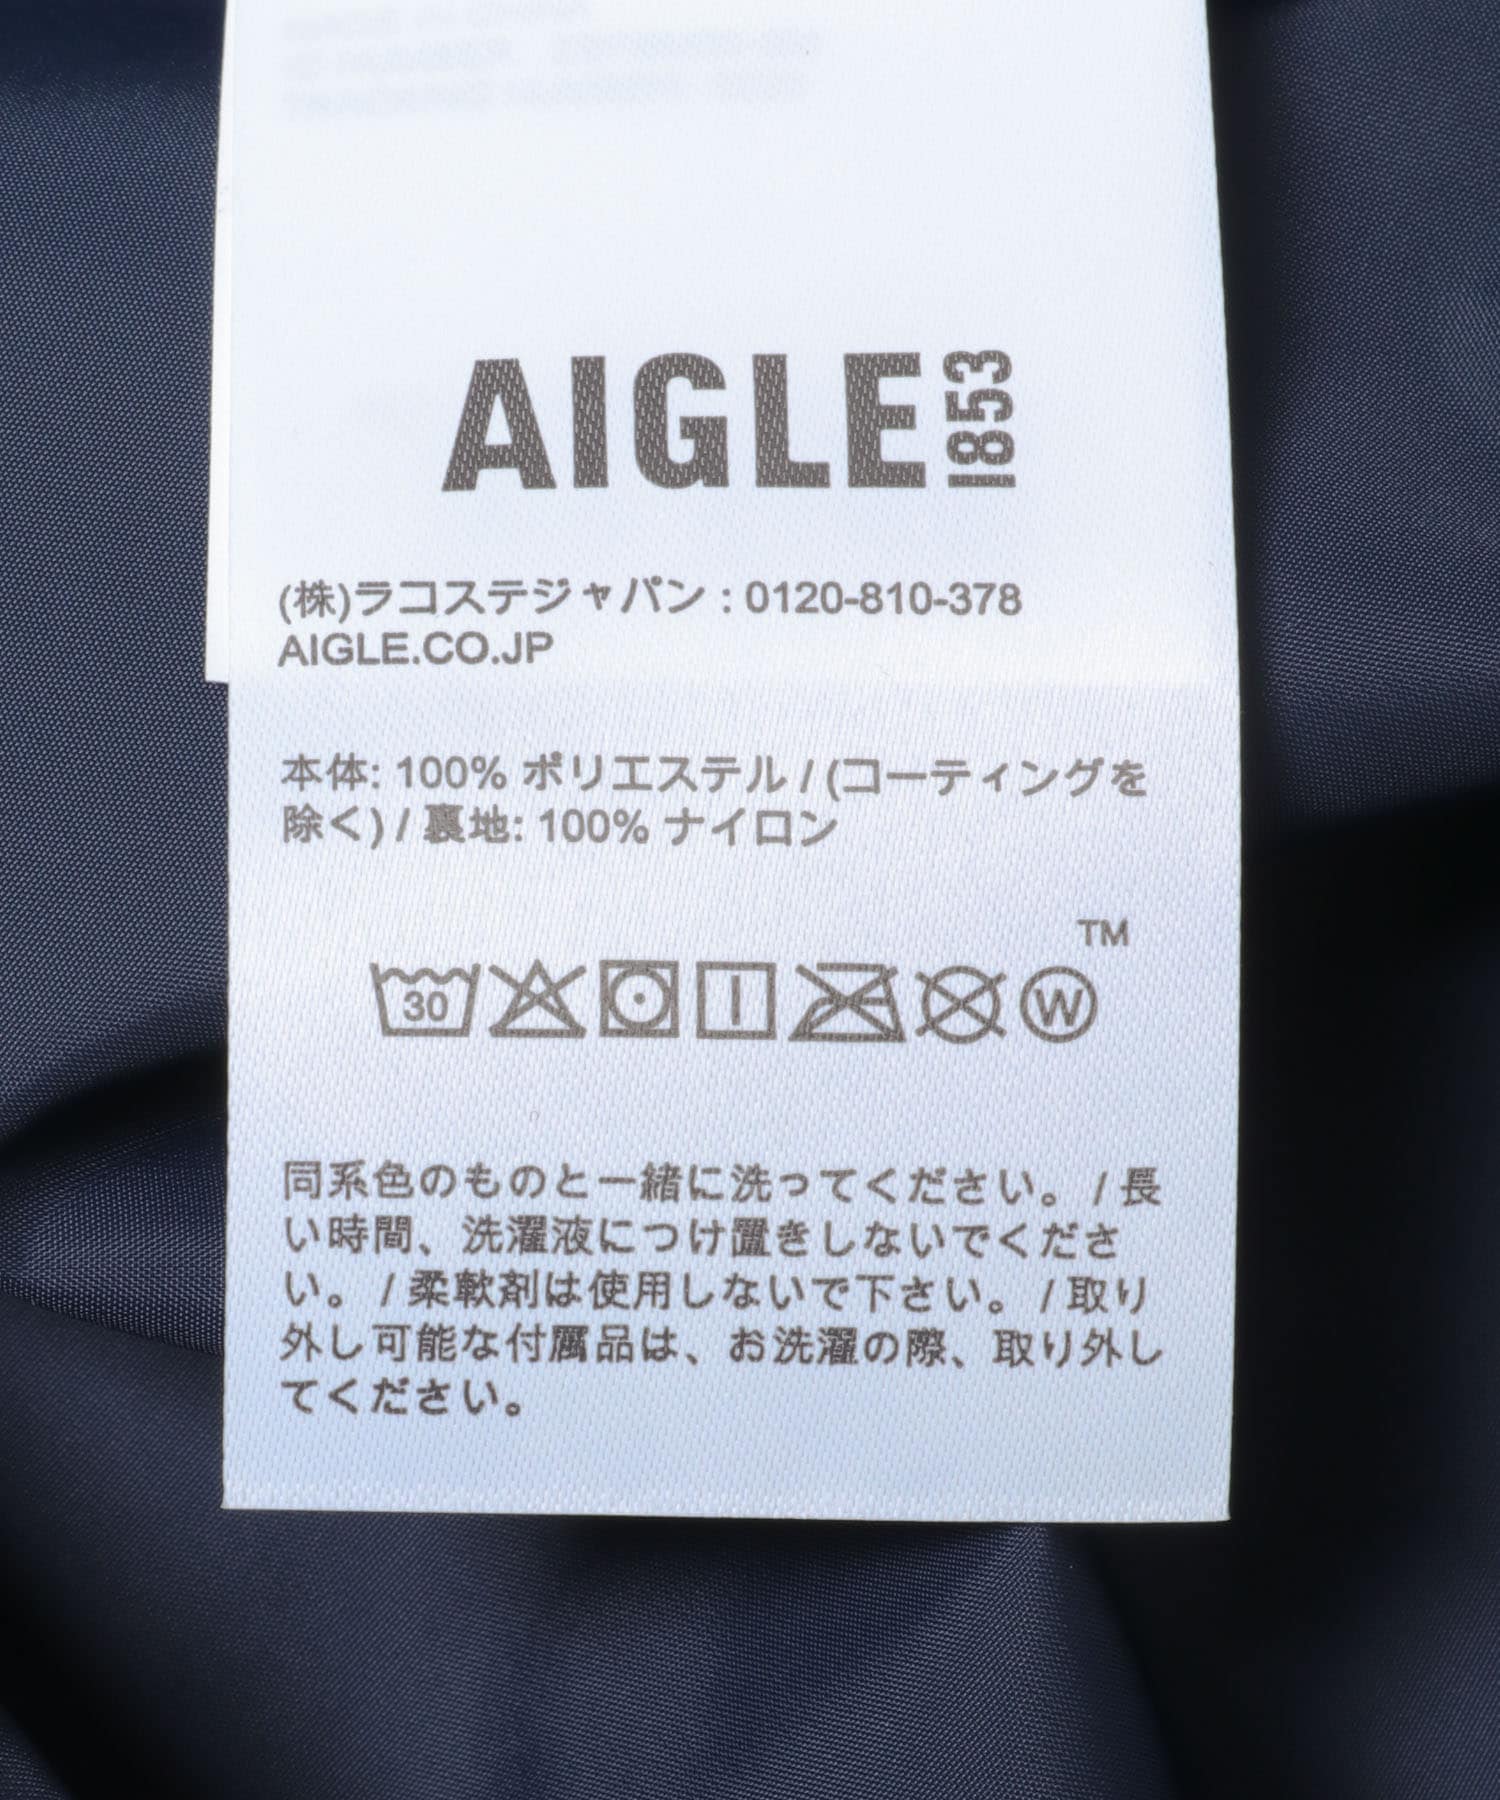 AIGLE 1853
(株)ラコステジャパン : 0120-810-378
AIGLE.CO.JP
本体: 100% ポリエステル / (コーティングを
除く) / 裏地: 100% ナイロン
TM
30
W
同系色のものと一緒に洗ってください。 / 長
い時間、洗濯液につけ置きしないでくださ
い。 / 柔軟剤は使用しないで下さい。 / 取り
外し可能な付属品は、お洗濯の際、取り外し
てください。